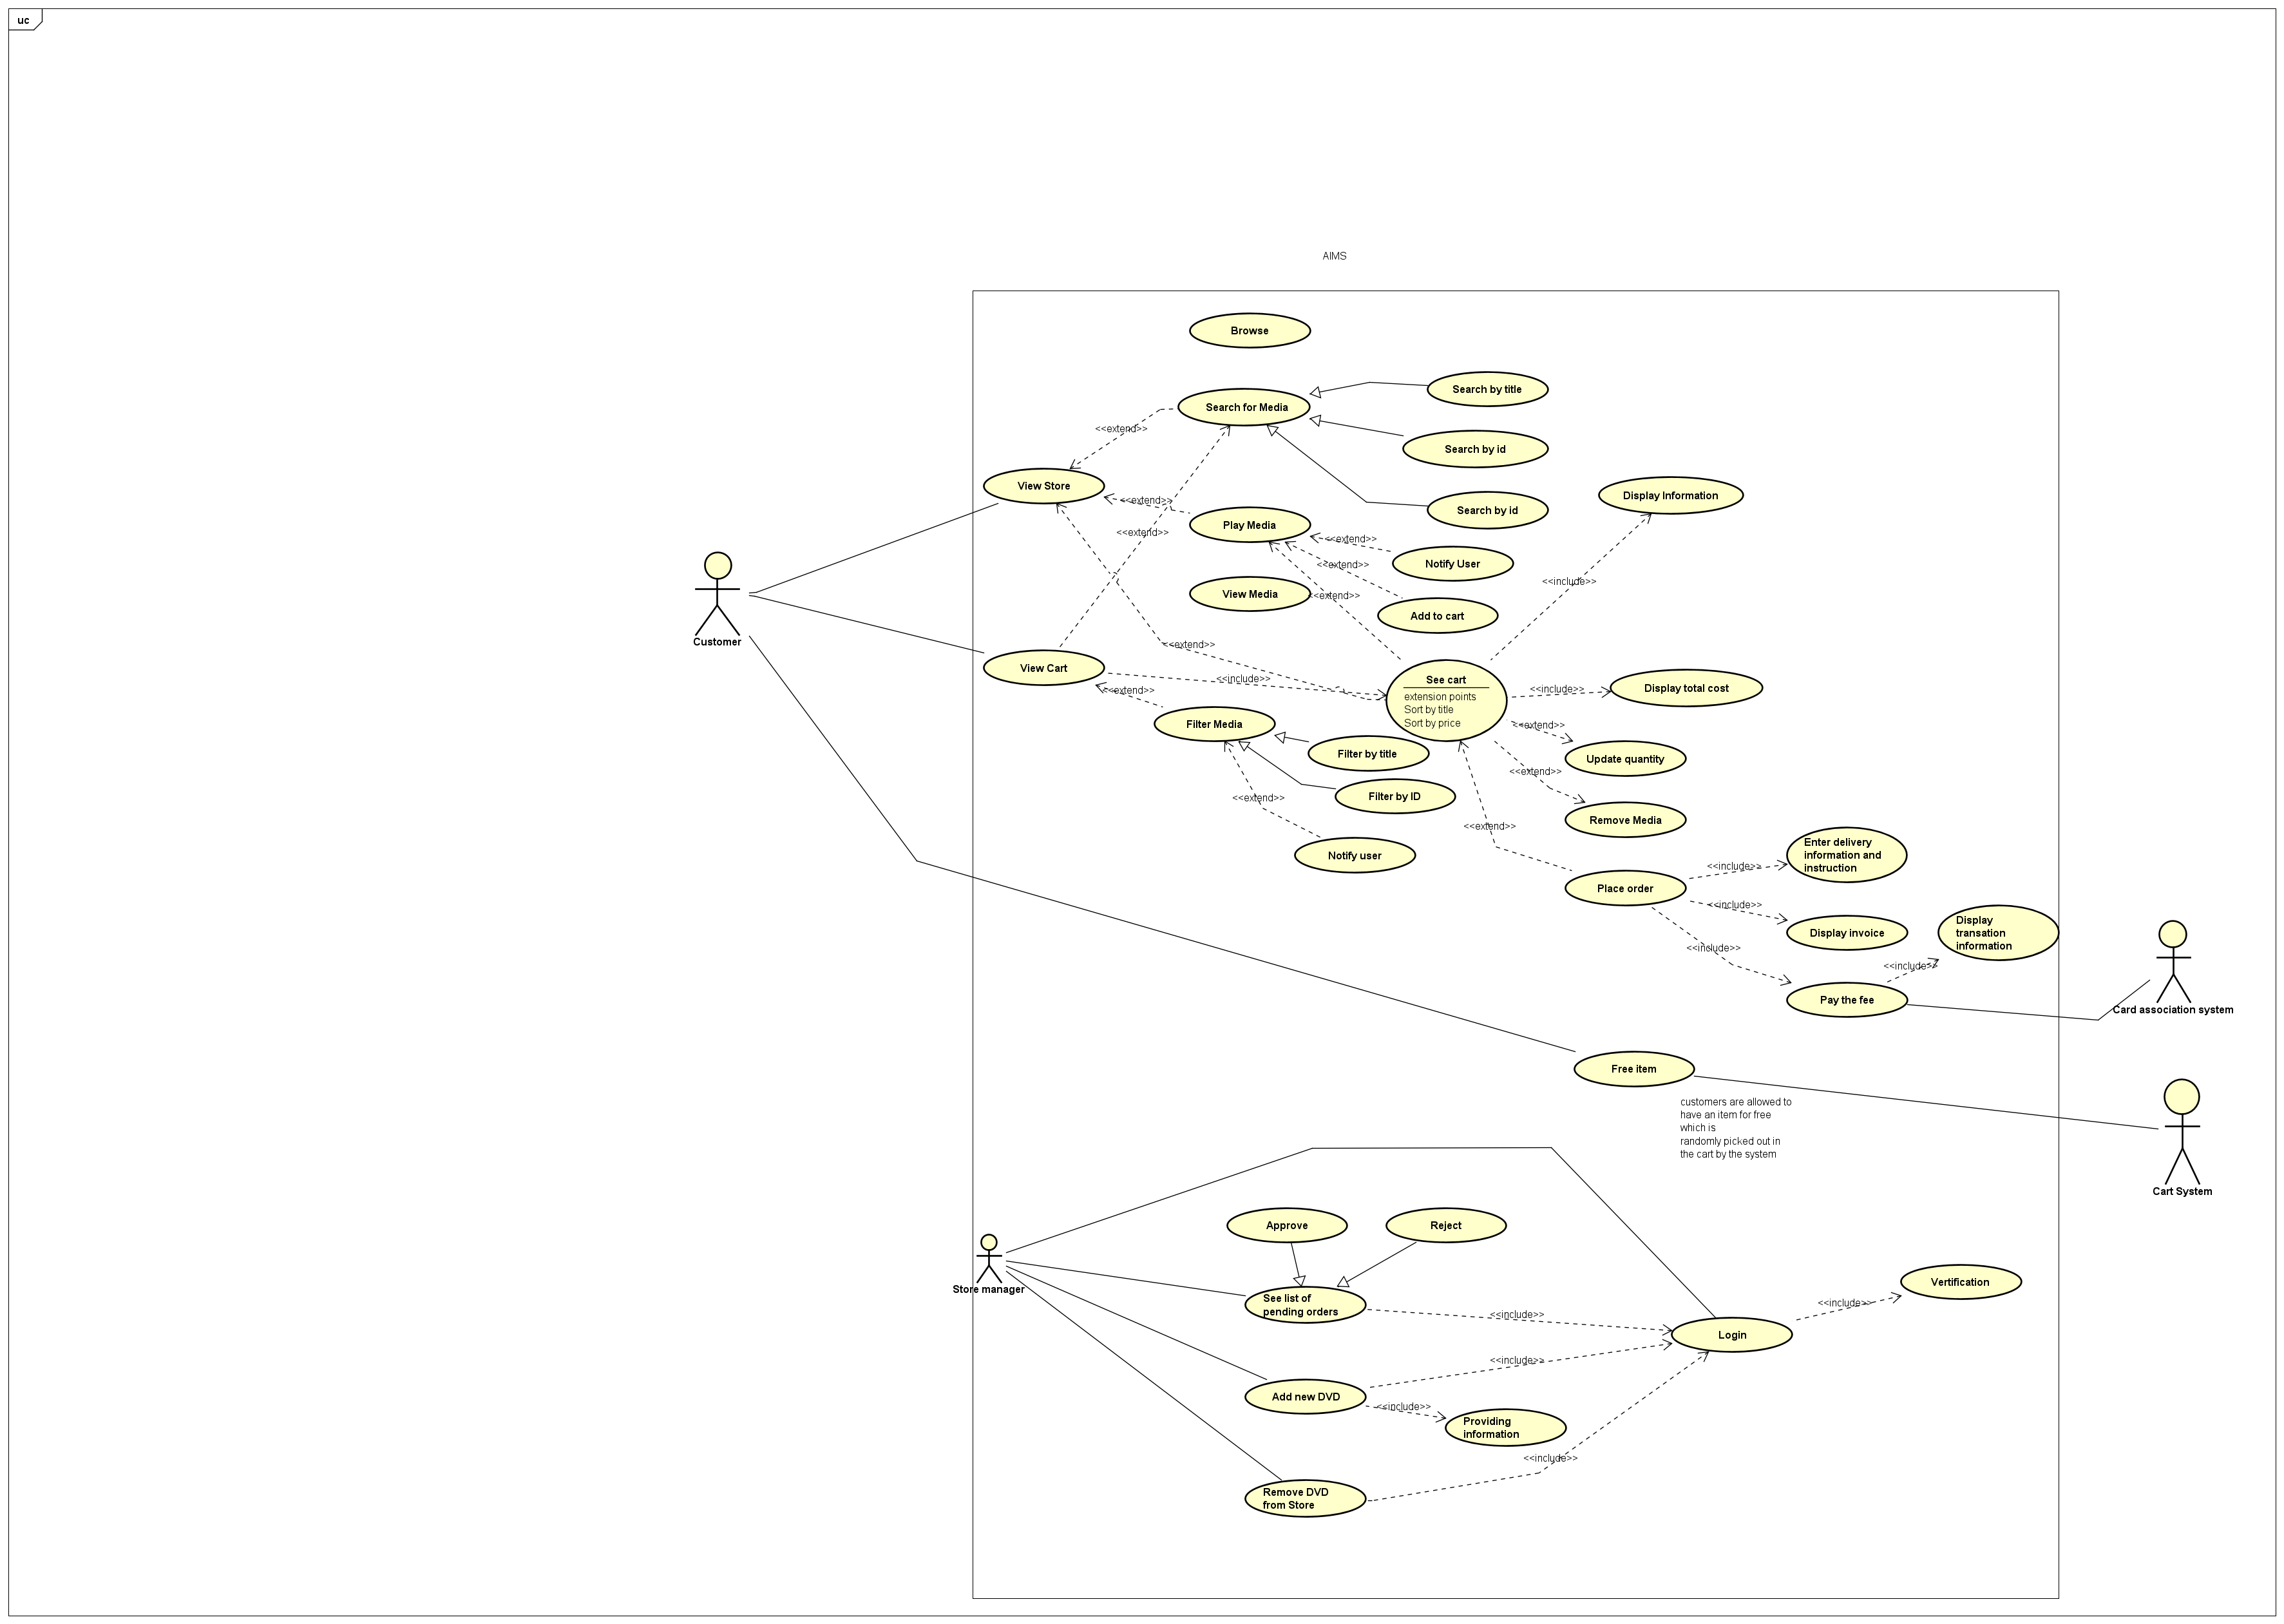 uc
AIMS
Browse
Search by title
Search for Media
<<extend>>
Search by id
View Store
Display Information
<<extend>>
Search by id
Play Media
<<extend>>
<<extend>>
Notify User
<<extend>>
<<include>>
View Media
<<extend>>
Add to cart
Customer
<<extend>>
View Cart
<<include>>
See cart
extension points
Sort by title
Sort by price
<<include>>
Display total cost
<<extend>>
Filter Media
<<extend>>
Filter by title
Update quantity
<<extend>>
Filter by ID
<<extend>>
Remove Media
<<extend>>
Notify user
Enter delivery
information and
instruction
<<include>>
Place order
<<include>>
Display invoice
Display
transation
information
<<include>>
<<include>>
Pay the fee
Card association system
Free item
customers are allowed to
have an item for free
which is
randomly picked out in
the cart by the system
Cart System
Approve
Reject
Store manager
See list of
pending orders
<<include>>
Vertification
<<include>>
Login
<<include>>
Add new DVD
<<include>>
Providing
information
<<include>>
Remove DVD
from Store